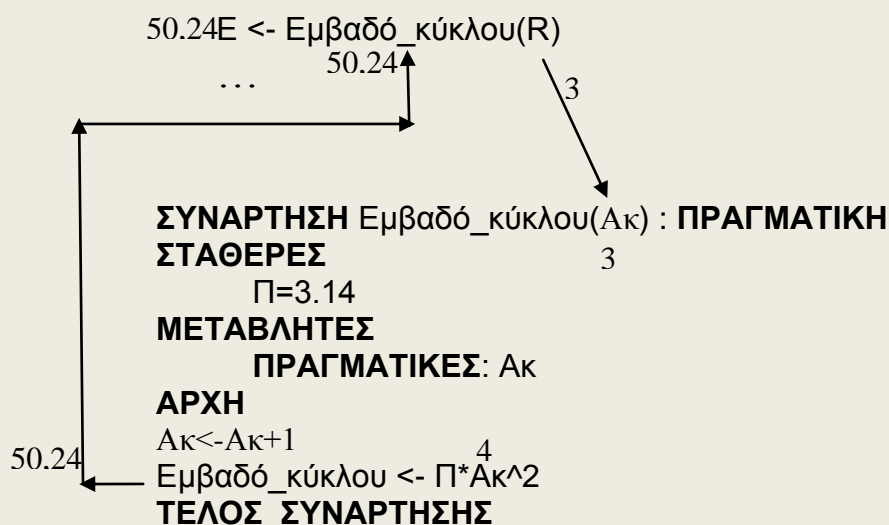 50.24Ε <- Εμβαδό_κύκλου(R)
50.24
...
3
ΣΥΝΑΡΤΗΣΗ Εμβαδό_κύκλου(Ακ) : ΠΡΑΓΜΑΤΙΚΗ
ΣΤΑΘΕΡΕΣ
3
Π=3.14
ΜΕΤΑΒΛΗΤΕΣ
ΠΡΑΓΜΑΤΙΚΕΣ: Ακ
ΑΡΧΗ
Ακ<-Ακ+1
4
50.24
Εμβαδό_κύκλου <- Π*Ακ^2
ΤΕΛΟΣ_ΣΥΝΑΡΤΗΣΗΣ